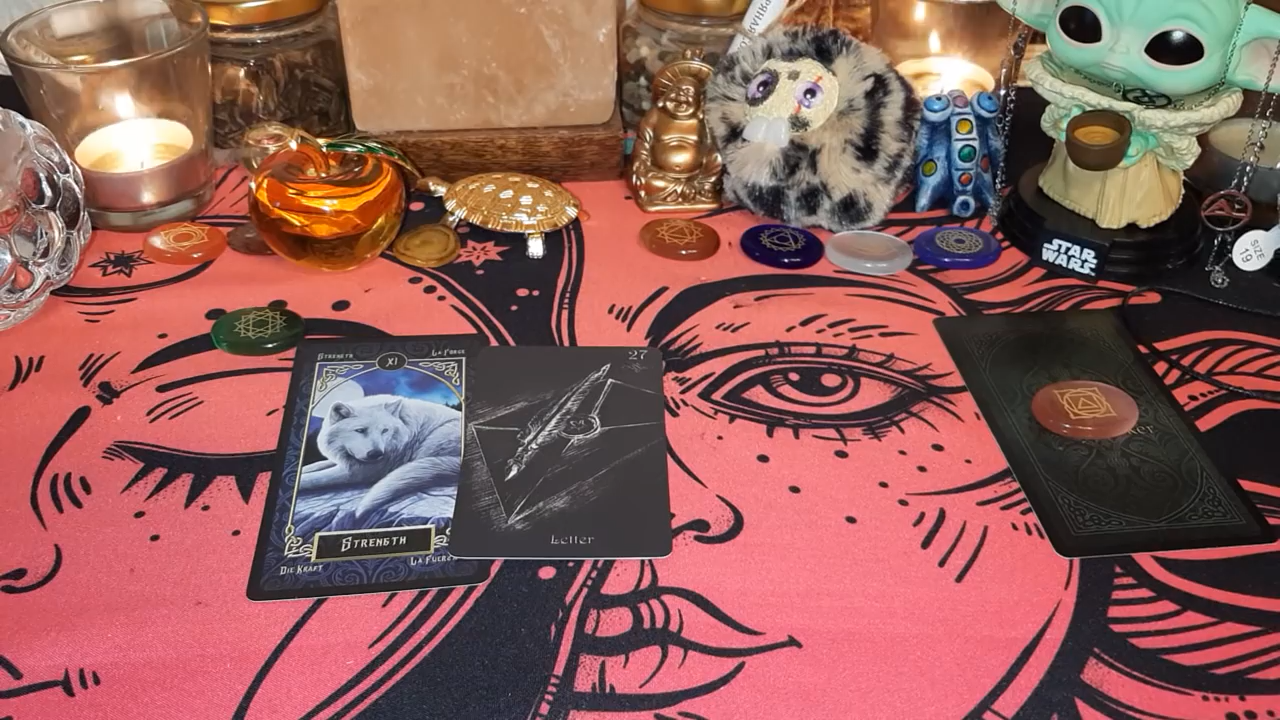 STAR
WARS
SIZE
19
STRENGTH
XI
LA FORCE
27
STRENGTH
Letter
DIE KRAFT
LA FUERZA